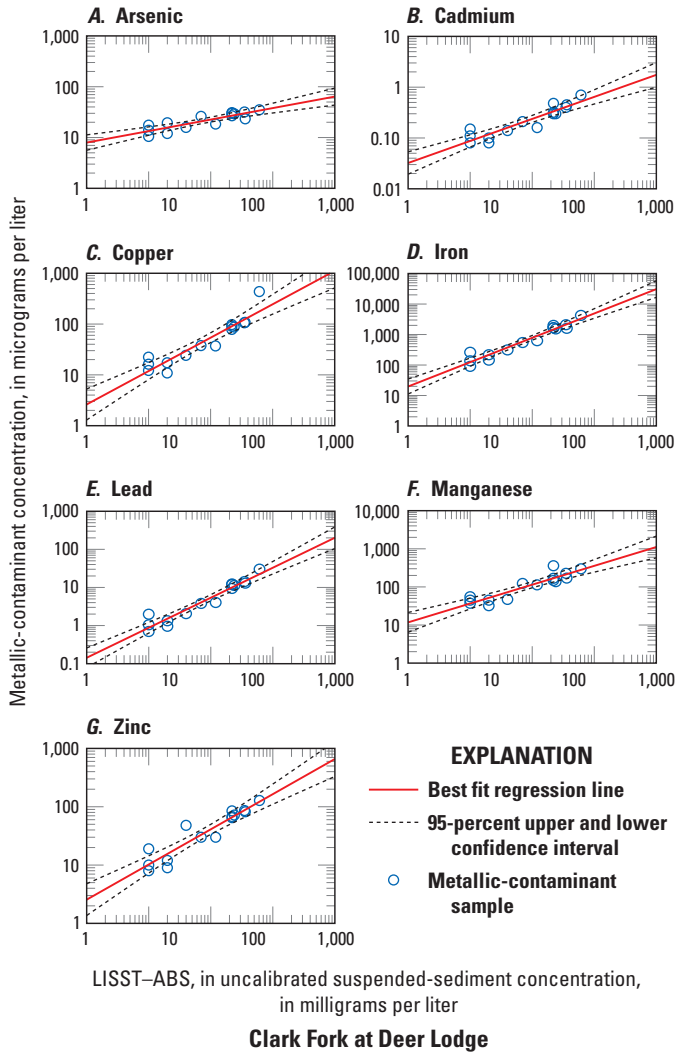 A. Arsenic
1,000
100
10
1
1 10 100 1,000
B. Cadmium
10
1
0.10
0.01
1 10 100 1,000
C. Copper
1,000
100
10
1
1 10 100 1,000
D. Iron
100,000
10,000
1,000
100
10
1 10 100 1,000
E. Lead
1,000
100
10
1
0.1
1 10 100 1,000
F. Manganese
10,000
1,000
100
10
1
1 10 100 1,000
G. Zinc
1,000
100
10
1
1 10 100 1,000
Metallic-contaminant concentration, in micrograms per liter
EXPLANATION
Best fit regression line
95-percent upper and lower
confidence interval
Metallic-contaminant
sample
LISST–ABS, in uncalibrated suspended-sediment concentration,
in milligrams per liter
Clark Fork at Deer Lodge